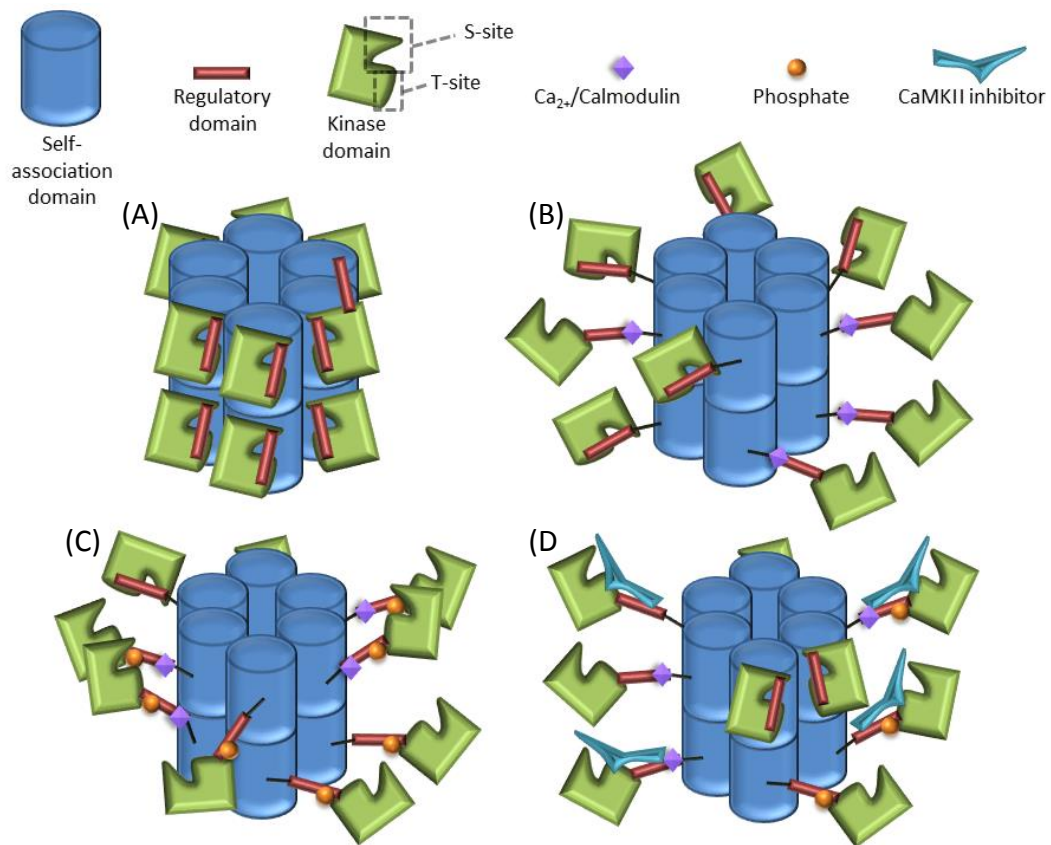 S-site
T-site
Self-
association
domain
Regulatory
domain
Kinase
domain
Ca2+/Calmodulin
Phosphate
CaMKII inhibitor
(A)
(B)
(C)
(D)